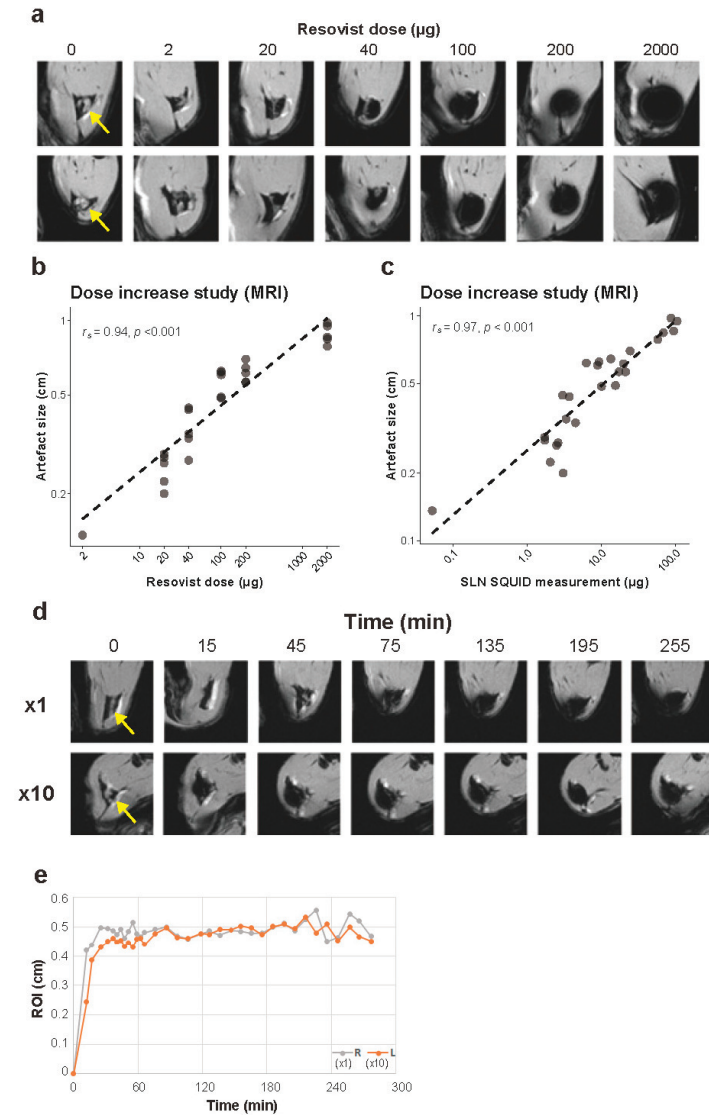 a
Resovist dose (µg)
0 2 20 40 100 200 2000
b
Dose increase study (MRI)
rs = 0.94, p <0.001
Artefact size (cm)
1
0.5
0.2
2 10 20 40 100 200 1000 2000
Resovist dose (µg)
c
Dose increase study (MRI)
rs = 0.97, p < 0.001
Artefact size (cm)
1
0.5
0.2
0.1
0.1 1.0 10.0 100.0
SLN SQUID measurement (µg)
d
Time (min)
0 15 45 75 135 195 255
x1
x10
e
ROI (cm)
0.6
0.5
0.4
0.3
0.2
0.1
0.
0 60 120 180 240 300
R L
(x1) (x10)
Time (min)